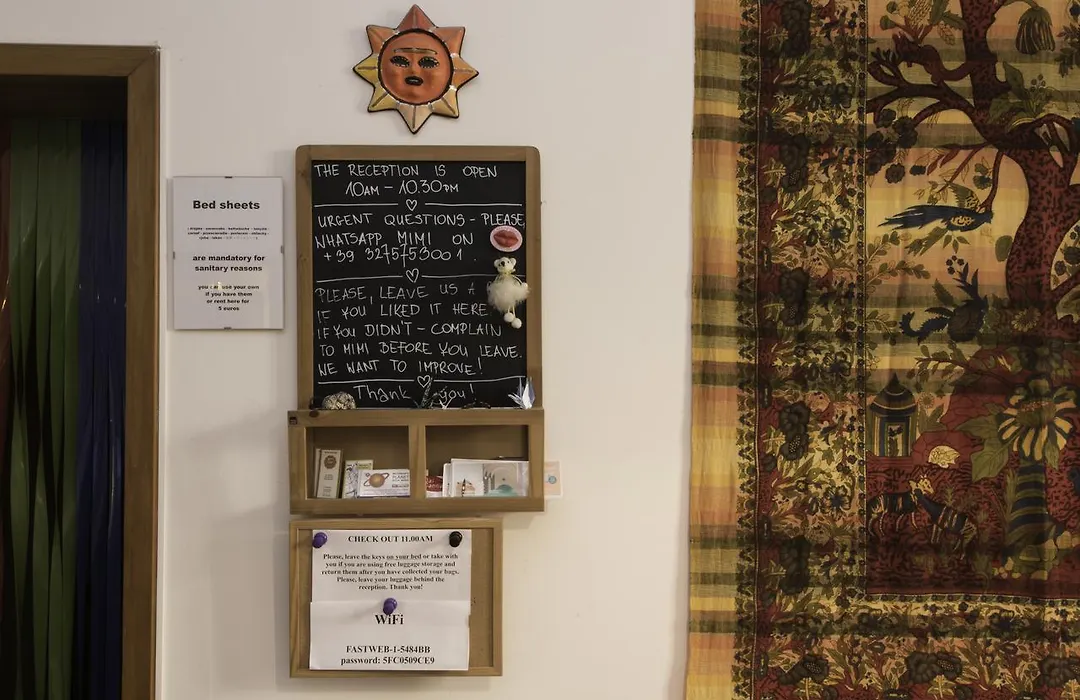 THE RECEPTION IS OPEN
10AM – 10.30PM
URGENT QUESTIONS – PLEASE
WHATSAPP MIMI ON
+39 3275753001.
PLEASE, LEAVE US A
IF YOU LIKED IT HERE
IF YOU DIDN'T – COMPLAIN
TO MIMI BEFORE YOU LEAVE.
WE WANT TO IMPROVE!
Thank you!
Bed sheets
are mandatory for
sanitary reasons
you can use your own
if you have them
or rent here for
5 euros
CHECK OUT 11.00AM
Please, leave the keys on your bed or take with
you if you are using free luggage storage and
return them after you have collected your bags.
Please, leave your luggage behind the
reception. Thank you!
WiFi
FASTWEB-1-5484BB
password: 5FC0509CE9